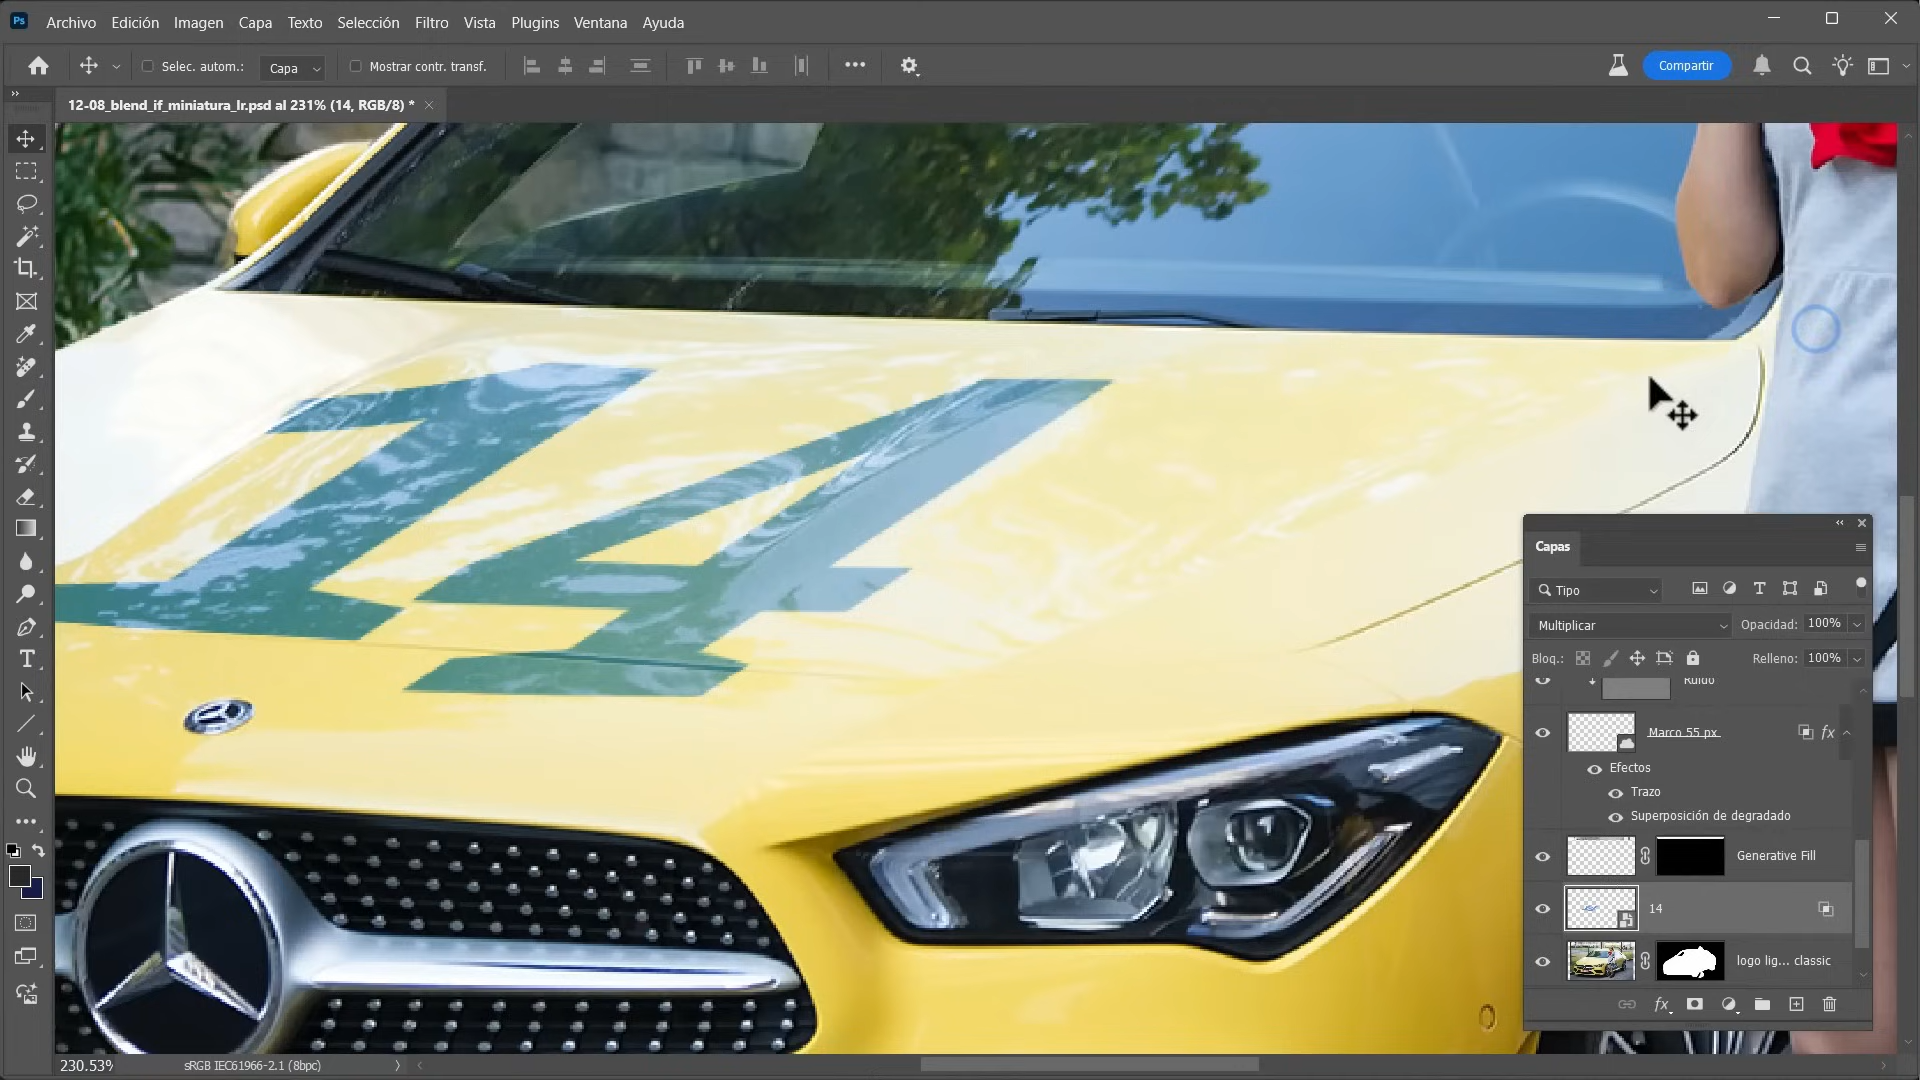 Ps Archivo Edición Imagen Capa Texto Selección Filtro Vista Plugins Ventana Ayuda
Selec. autom.: Capa Mostrar contr. transf. Compartir
12-08_blend_if_miniatura_lr.psd al 231% (14, RGB/8) *
14
Capas
Tipo
Multiplicar Opacidad: 100%
Bloq.: Relleno: 100%
Ruido
Marco 55 px fx
Efectos
Trazo
Superposición de degradado
Generative Fill
14
logo lig... classic
fx
230.53% sRGB IEC61966-2.1 (8bpc)